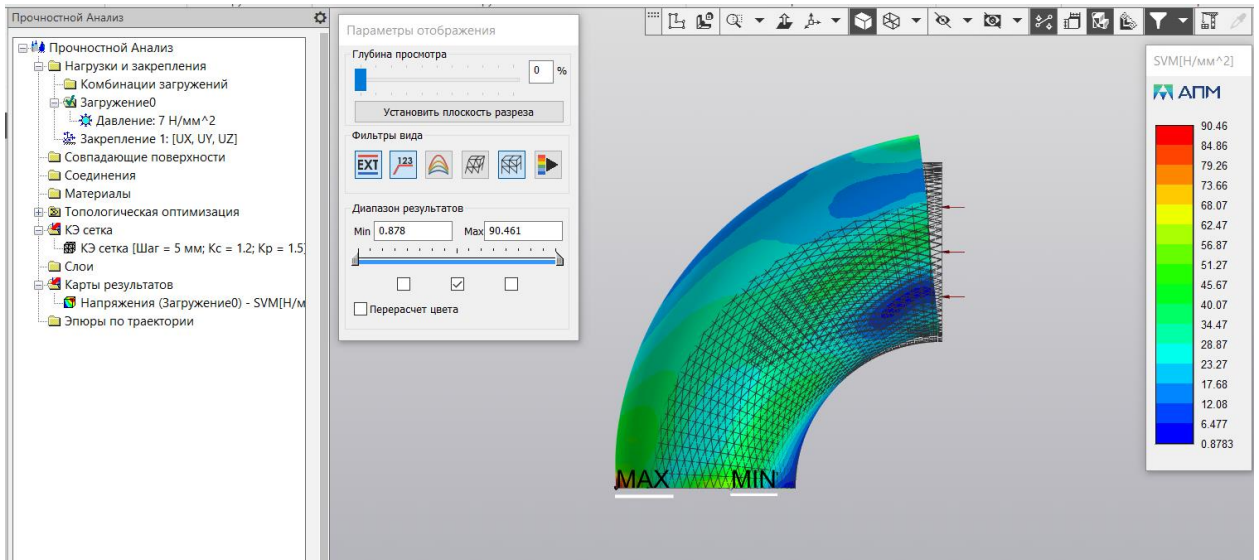 Прочностной Анализ
Прочностной Анализ
Нагрузки и закрепления
Комбинации загружений
Загружение0
Давление: 7 Н/мм^2
Закрепление 1: [UX, UY, UZ]
Совпадающие поверхности
Соединения
Материалы
Топологическая оптимизация
КЭ сетка
КЭ сетка [Шаг = 5 мм; Кс = 1.2; Кр = 1.5]
Слои
Карты результатов
Напряжения (Загружение0) - SVM[Н/м
Эпюры по траектории
Параметры отображения
Глубина просмотра
0 %
Установить плоскость разреза
Фильтры вида
EXT
123
Диапазон результатов
Min 0.878 Max 90.461
Перерасчет цвета
MAX MIN
SVM[Н/мм^2]
АПМ
90.46
84.86
79.26
73.66
68.07
62.47
56.87
51.27
45.67
40.07
34.47
28.87
23.27
17.68
12.08
6.477
0.8783